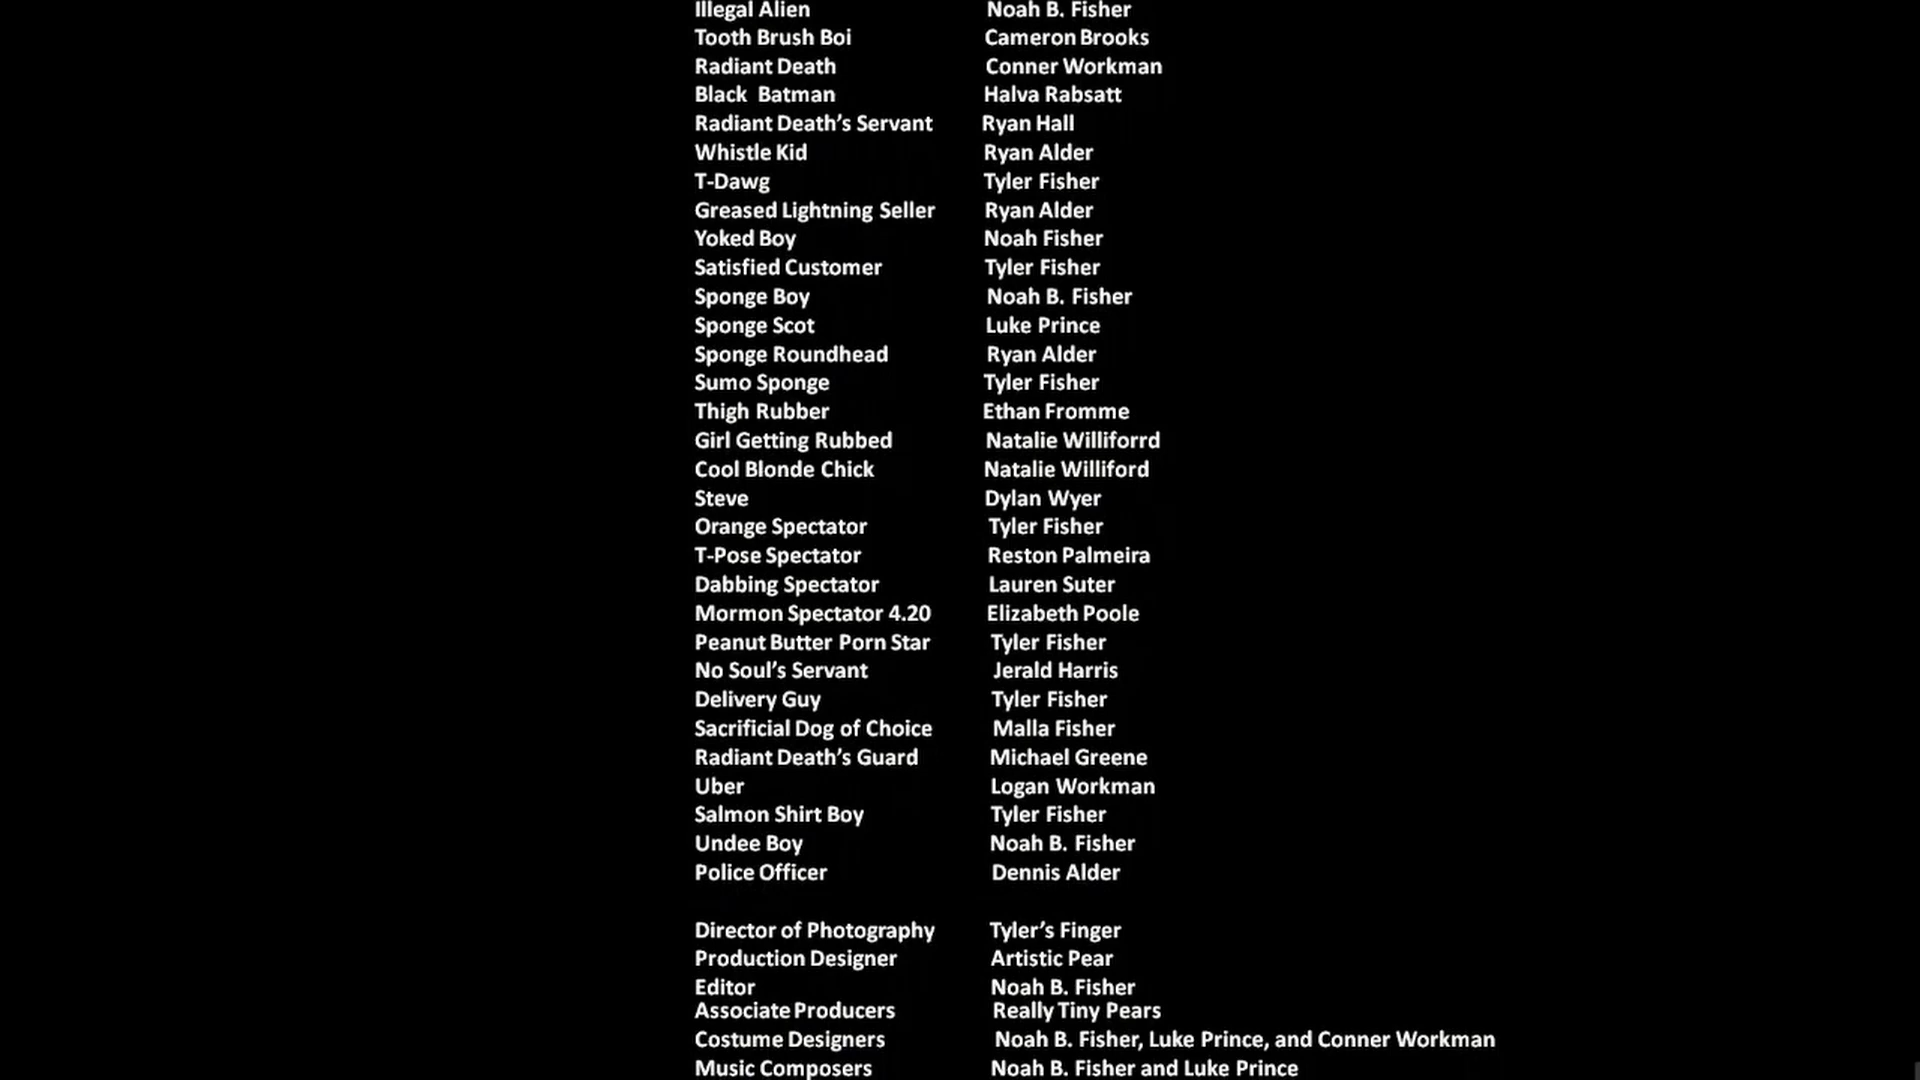 Illegal Alien Noah B. Fisher
Tooth Brush Boi Cameron Brooks
Radiant Death Conner Workman
Black Batman Halva Rabsatt
Radiant Death's Servant Ryan Hall
Whistle Kid Ryan Alder
T-Dawg Tyler Fisher
Greased Lightning Seller Ryan Alder
Yoked Boy Noah Fisher
Satisfied Customer Tyler Fisher
Sponge Boy Noah B. Fisher
Sponge Scot Luke Prince
Sponge Roundhead Ryan Alder
Sumo Sponge Tyler Fisher
Thigh Rubber Ethan Fromme
Girl Getting Rubbed Natalie Williforrd
Cool Blonde Chick Natalie Williford
Steve Dylan Wyer
Orange Spectator Tyler Fisher
T-Pose Spectator Reston Palmeira
Dabbing Spectator Lauren Suter
Mormon Spectator 4.20 Elizabeth Poole
Peanut Butter Porn Star Tyler Fisher
No Soul's Servant Jerald Harris
Delivery Guy Tyler Fisher
Sacrificial Dog of Choice Malla Fisher
Radiant Death's Guard Michael Greene
Uber Logan Workman
Salmon Shirt Boy Tyler Fisher
Undee Boy Noah B. Fisher
Police Officer Dennis Alder
Director of Photography Tyler's Finger
Production Designer Artistic Pear
Editor Noah B. Fisher
Associate Producers Really Tiny Pears
Costume Designers Noah B. Fisher, Luke Prince, and Conner Workman
Music Composers Noah B. Fisher and Luke Prince